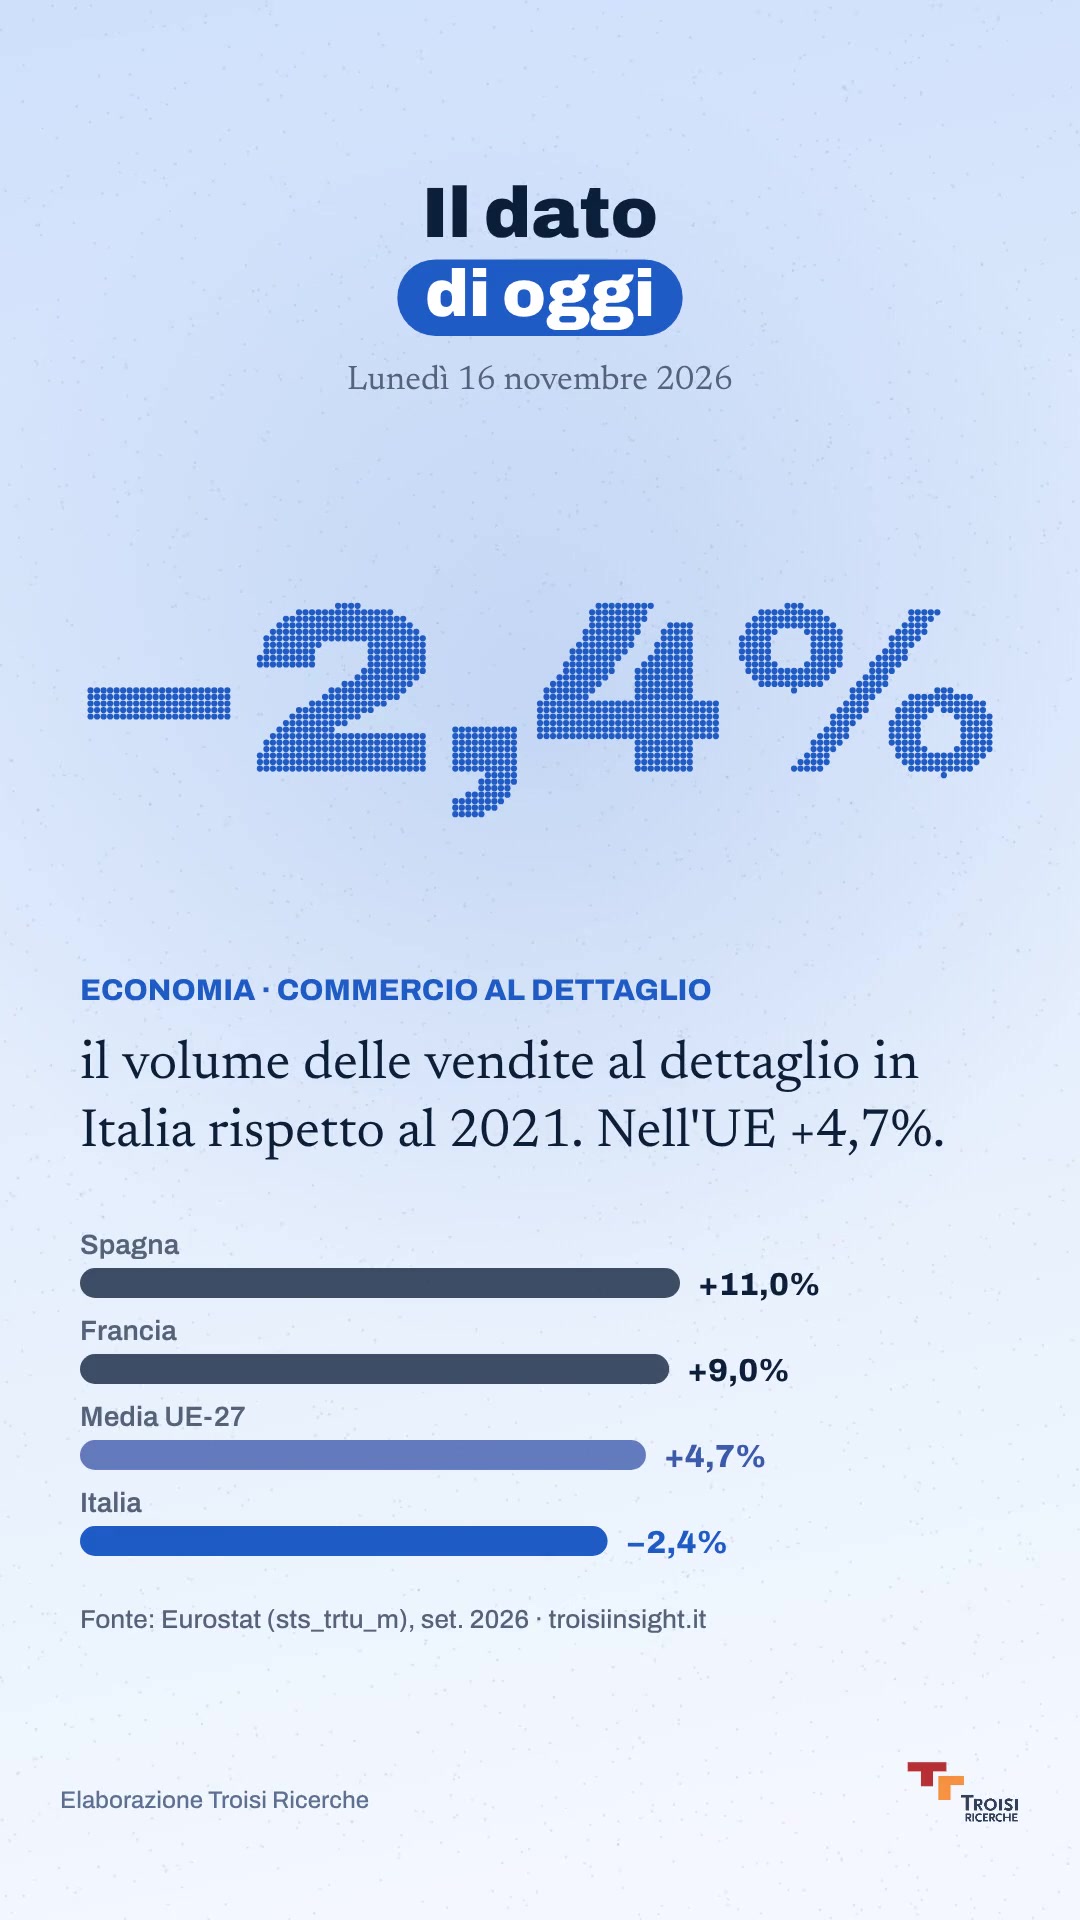 Il dato
di oggi
Lunedì 16 novembre 2026
−2,4%
ECONOMIA · COMMERCIO AL DETTAGLIO
il volume delle vendite al dettaglio in
Italia rispetto al 2021. Nell'UE +4,7%.
Spagna
+11,0%
Francia
+9,0%
Media UE-27
+4,7%
Italia
−2,4%
Fonte: Eurostat (sts_trtu_m), set. 2026 · troisiinsight.it
Elaborazione Troisi Ricerche
TROISI
RICERCHE